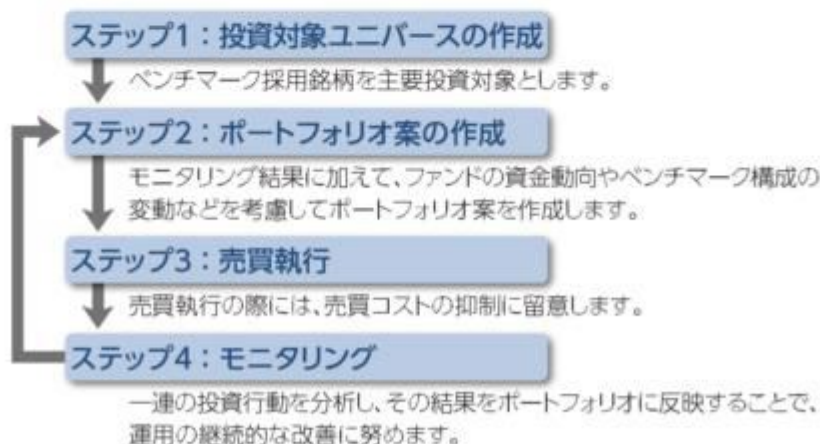 ステップ1：投資対象ユニバースの作成
ベンチマーク採用銘柄を主要投資対象とします。
ステップ2：ポートフォリオ案の作成
モニタリング結果に加えて、ファンドの資金動向やベンチマーク構成の
変動などを考慮してポートフォリオ案を作成します。
ステップ3：売買執行
売買執行の際には、売買コストの抑制に留意します。
ステップ4：モニタリング
一連の投資行動を分析し、その結果をポートフォリオに反映することで、
運用の継続的な改善に努めます。